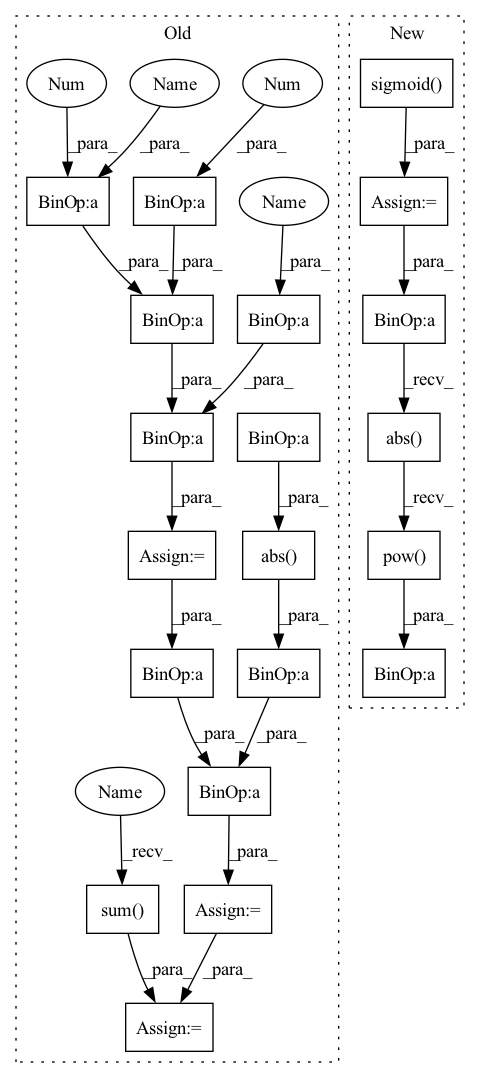 Old
New
Num
Name
Num
sigmoid()
_para_
_para_
_para_
_para_
BinOp:a
BinOp:a
Name
Assign:=
_para_
_para_
_para_
_para_
BinOp:a
BinOp:a
BinOp:a
_para_
_para_
_recv_
BinOp:a
BinOp:a
abs()
_para_
_para_
_recv_
Assign:=
abs()
pow()
_para_
_para_
_para_
BinOp:a
BinOp:a
BinOp:a
_para_
_para_
Name
BinOp:a
_recv_
_para_
sum()
Assign:=
_para_
_para_
Assign:=